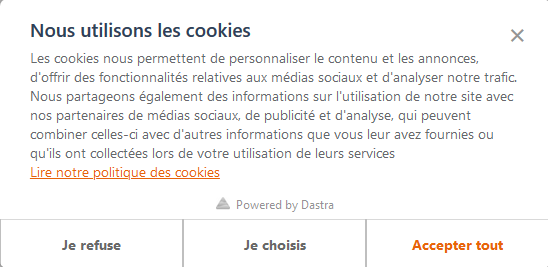 Nous utilisons les cookies
Les cookies nous permettent de personnaliser le contenu et les annonces,
d'offrir des fonctionnalités relatives aux médias sociaux et d'analyser notre trafic.
Nous partageons également des informations sur l'utilisation de notre site avec
nos partenaires de médias sociaux, de publicité et d'analyse, qui peuvent
combiner celles-ci avec d'autres informations que vous leur avez fournies ou
qu'ils ont collectées lors de votre utilisation de leurs services
Lire notre politique des cookies
Powered by Dastra
Je refuse
Je choisis
Accepter tout